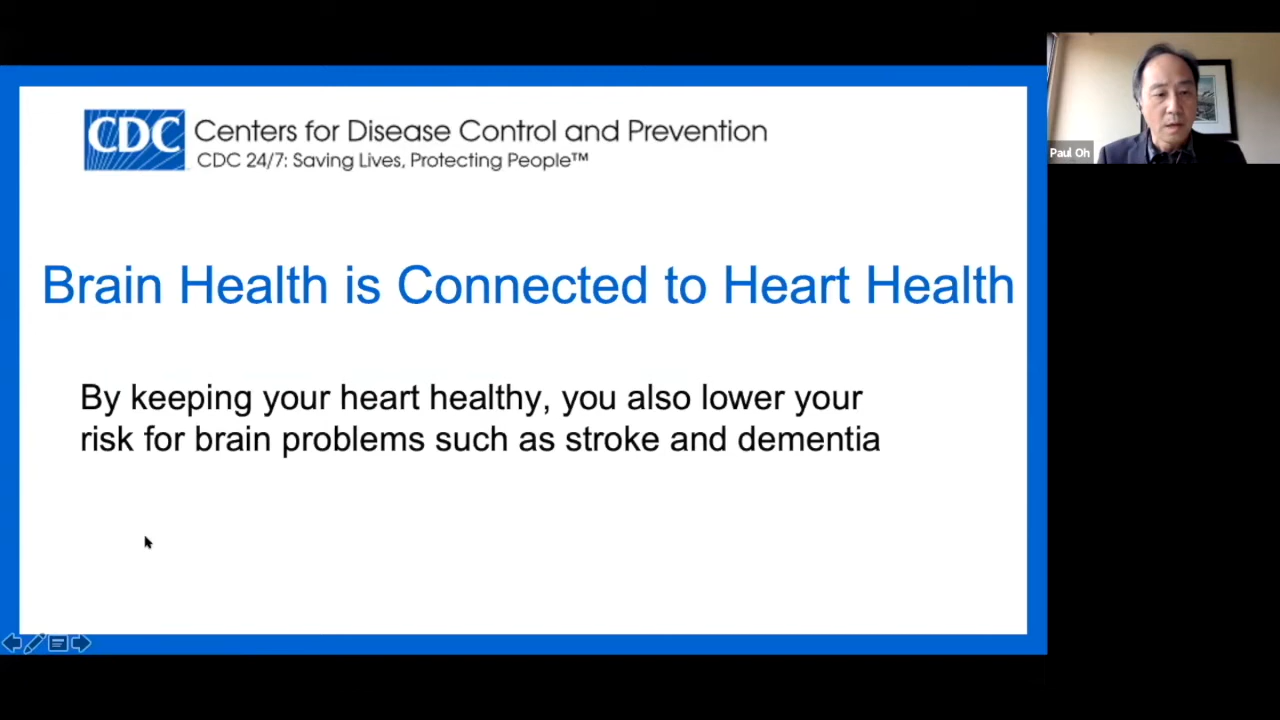 CDC Centers for Disease Control and Prevention
CDC 24/7: Saving Lives, Protecting People™
Paul Oh
Brain Health is Connected to Heart Health
By keeping your heart healthy, you also lower your
risk for brain problems such as stroke and dementia